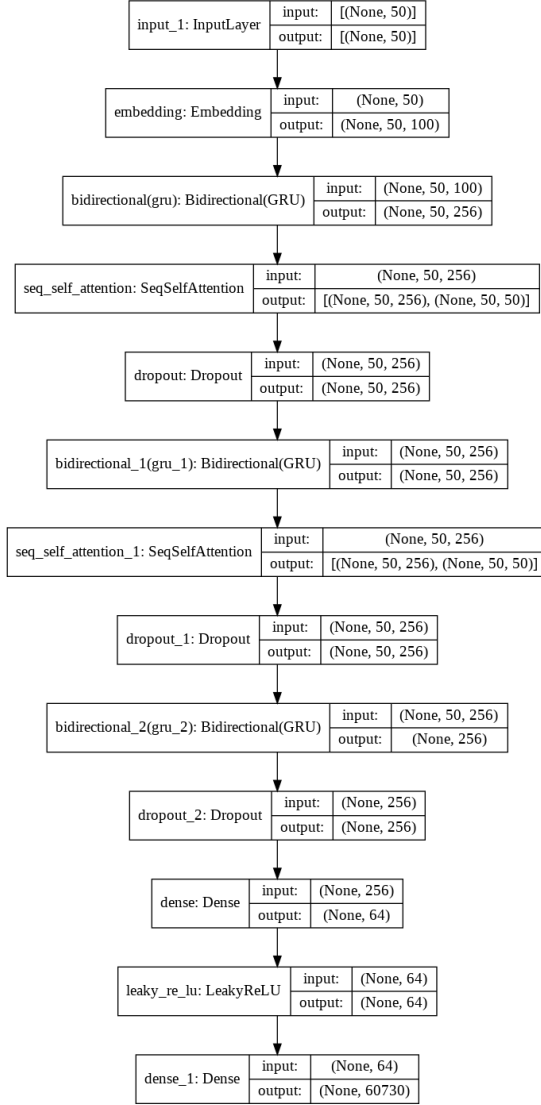 input_1: InputLayer input: [(None, 50)]
output: [(None, 50)]
embedding: Embedding input: (None, 50)
output: (None, 50, 100)
bidirectional(gru): Bidirectional(GRU) input: (None, 50, 100)
output: (None, 50, 256)
seq_self_attention: SeqSelfAttention input: (None, 50, 256)
output: [(None, 50, 256), (None, 50, 50)]
dropout: Dropout input: (None, 50, 256)
output: (None, 50, 256)
bidirectional_1(gru_1): Bidirectional(GRU) input: (None, 50, 256)
output: (None, 50, 256)
seq_self_attention_1: SeqSelfAttention input: (None, 50, 256)
output: [(None, 50, 256), (None, 50, 50)]
dropout_1: Dropout input: (None, 50, 256)
output: (None, 50, 256)
bidirectional_2(gru_2): Bidirectional(GRU) input: (None, 50, 256)
output: (None, 256)
dropout_2: Dropout input: (None, 256)
output: (None, 256)
dense: Dense input: (None, 256)
output: (None, 64)
leaky_re_lu: LeakyReLU input: (None, 64)
output: (None, 64)
dense_1: Dense input: (None, 64)
output: (None, 60730)